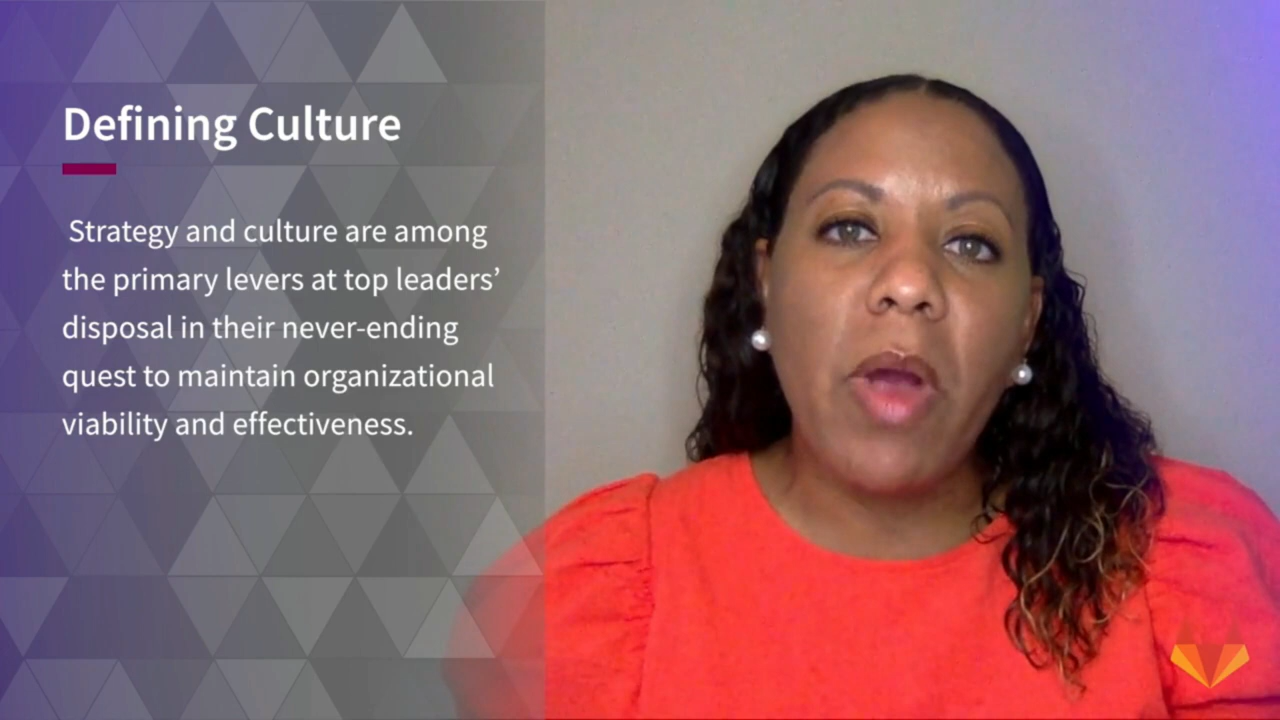 Defining Culture
Strategy and culture are among
the primary levers at top leaders’
disposal in their never-ending
quest to maintain organizational
viability and effectiveness.